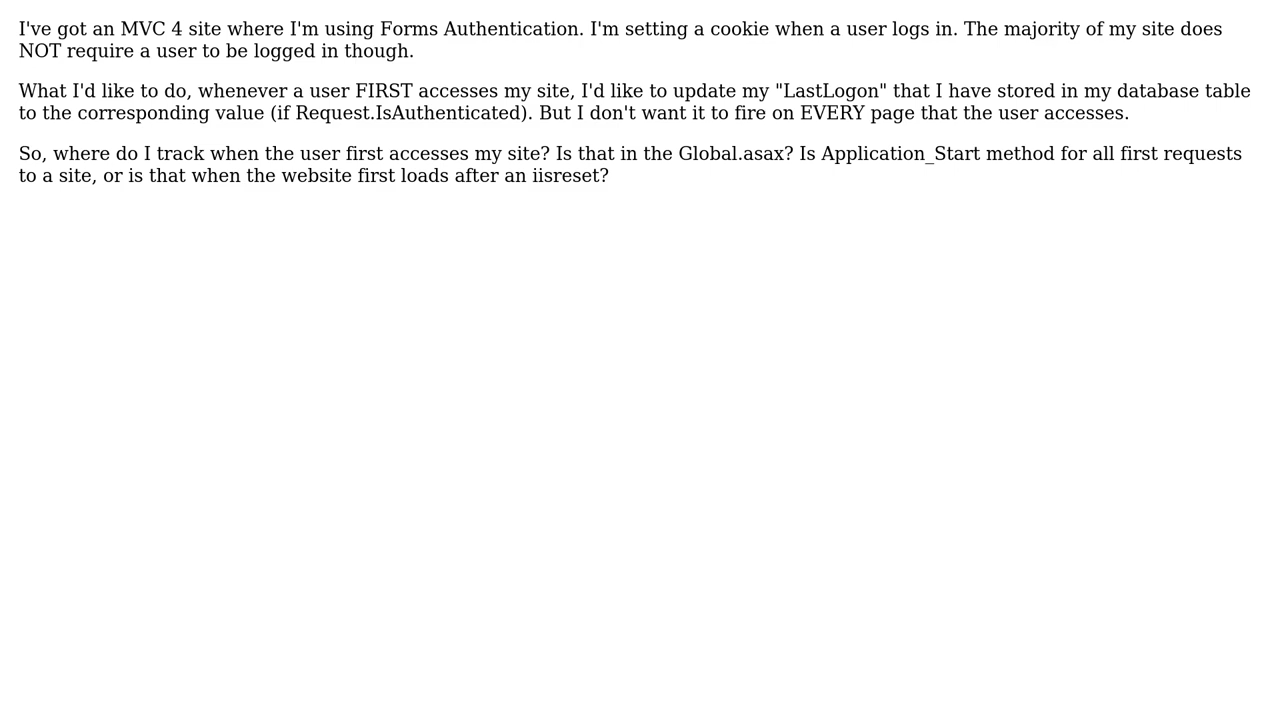 I've got an MVC 4 site where I'm using Forms Authentication. I'm setting a cookie when a user logs in. The majority of my site does
NOT require a user to be logged in though.
What I'd like to do, whenever a user FIRST accesses my site, I'd like to update my "LastLogon" that I have stored in my database table
to the corresponding value (if Request.IsAuthenticated). But I don't want it to fire on EVERY page that the user accesses.
So, where do I track when the user first accesses my site? Is that in the Global.asax? Is Application_Start method for all first requests
to a site, or is that when the website first loads after an iisreset?